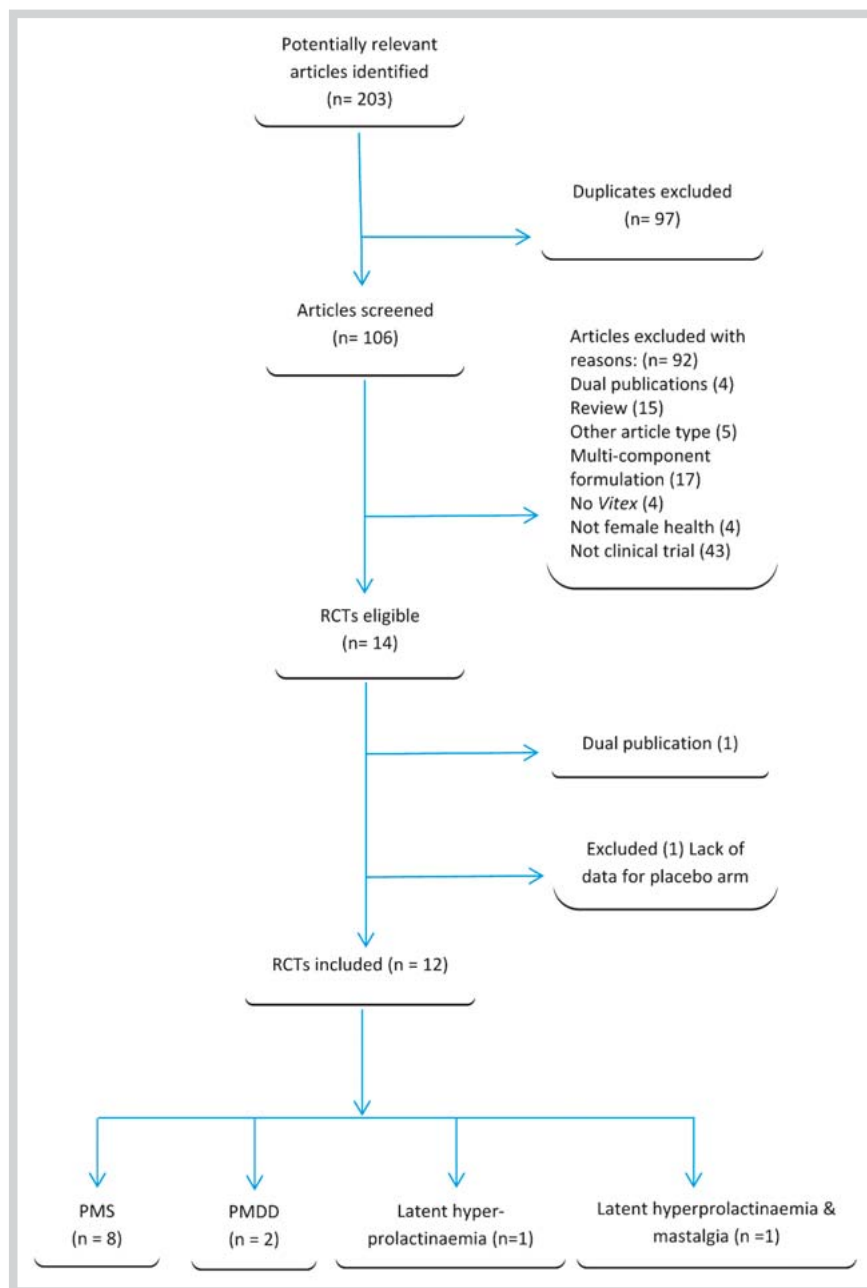 Potentially relevant
articles identified
(n= 203)
Duplicates excluded
(n= 97)
Articles screened
(n= 106)
Articles excluded with
reasons: (n= 92)
Dual publications (4)
Review (15)
Other article type (5)
Multi-component
formulation (17)
No Vitex (4)
Not female health (4)
Not clinical trial (43)
RCTs eligible
(n= 14)
Dual publication (1)
Excluded (1) Lack of
data for placebo arm
RCTs included (n = 12)
PMS
(n = 8)
PMDD
(n = 2)
Latent hyper-
prolactinaemia (n=1)
Latent hyperprolactinaemia &
mastalgia (n =1)